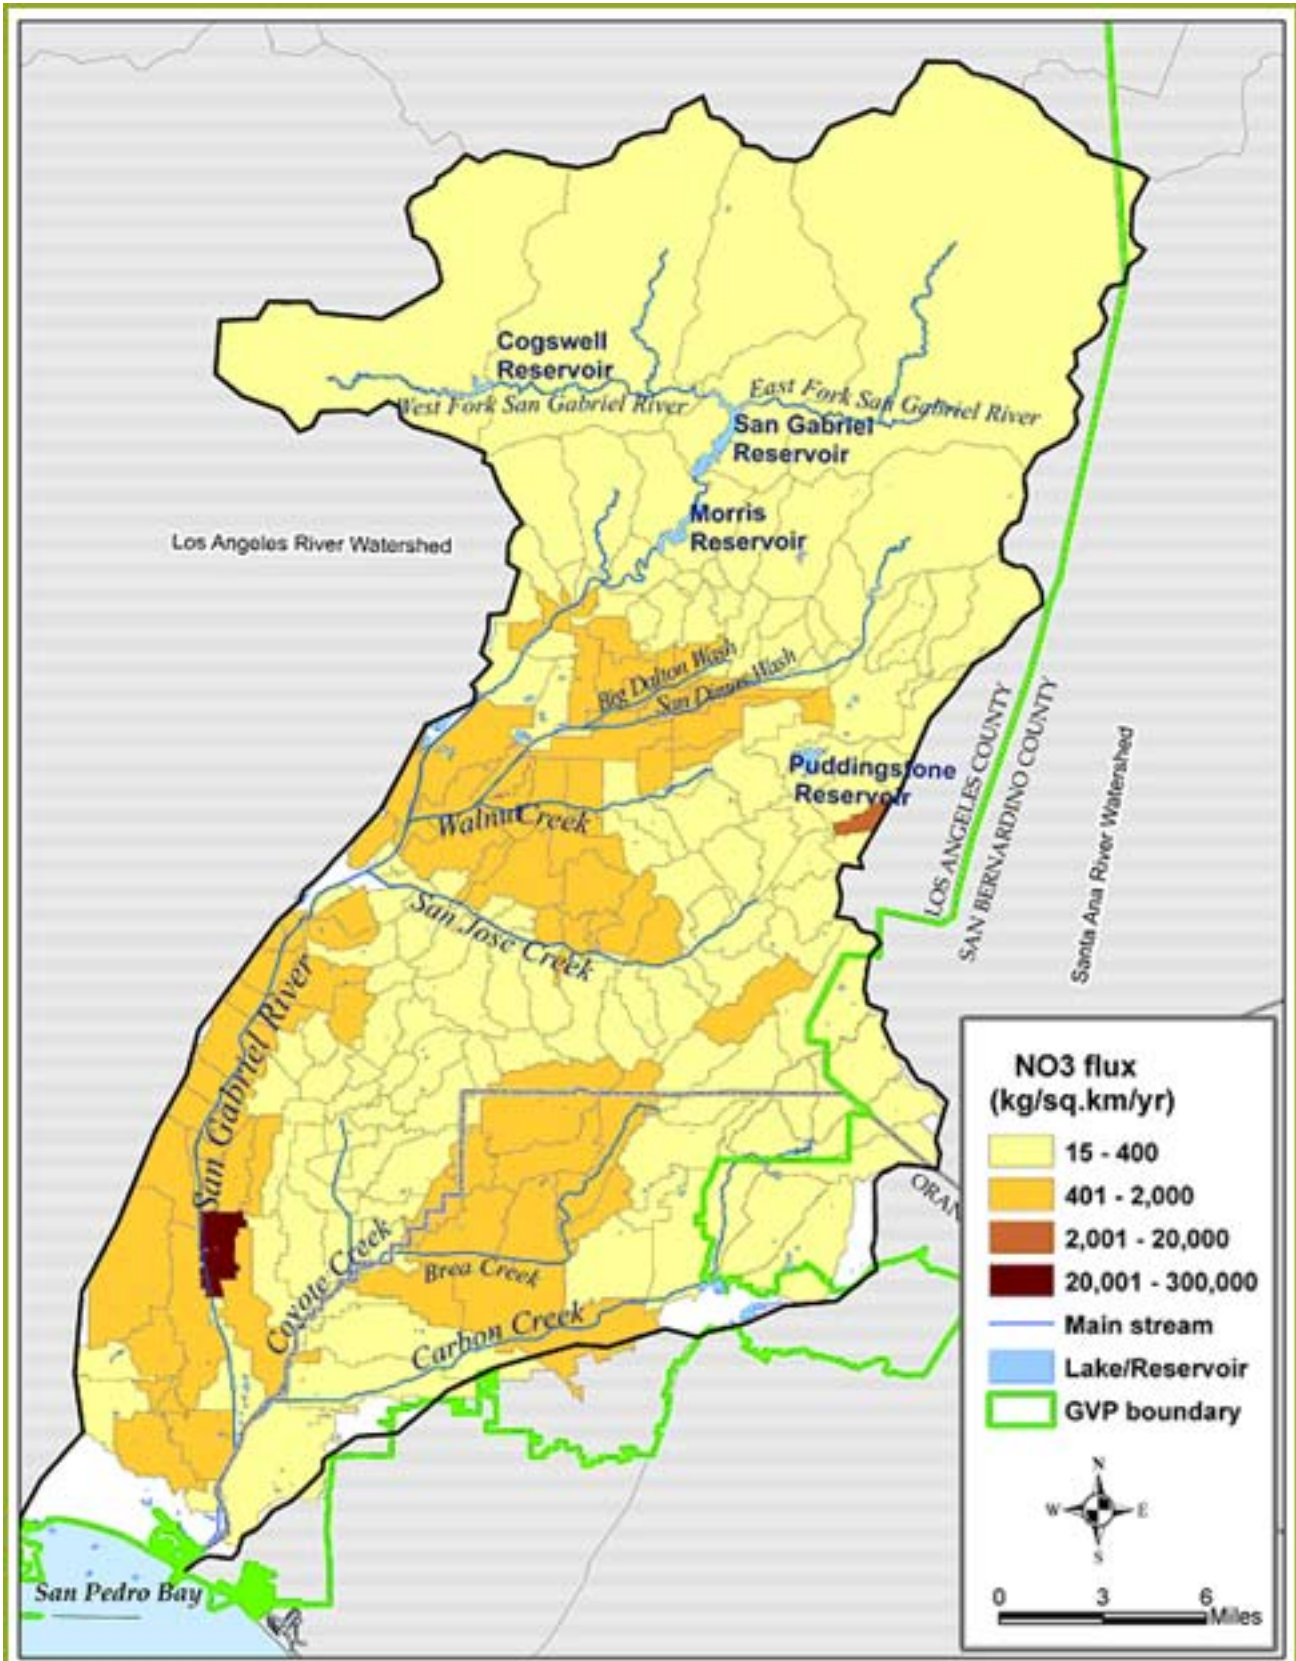 Cogswell
Reservoir
West Fork San Gabriel River
East Fork San Gabriel River
San Gabriel
Reservoir
Morris
Reservoir
Los Angeles River Watershed
Big Dalton Wash
San Dimas Wash
Puddingstone
Reservoir
Walnut Creek
LOS ANGELES COUNTY
SAN BERNARDINO COUNTY
Santa Ana River Watershed
San Jose Creek
San Gabriel River
Coyote Creek
Brea Creek
Carbon Creek
ORAN
San Pedro Bay
NO3 flux
(kg/sq.km/yr)
15 - 400
401 - 2,000
2,001 - 20,000
20,001 - 300,000
Main stream
Lake/Reservoir
GVP boundary
N
W E
S
0 3 6
Miles